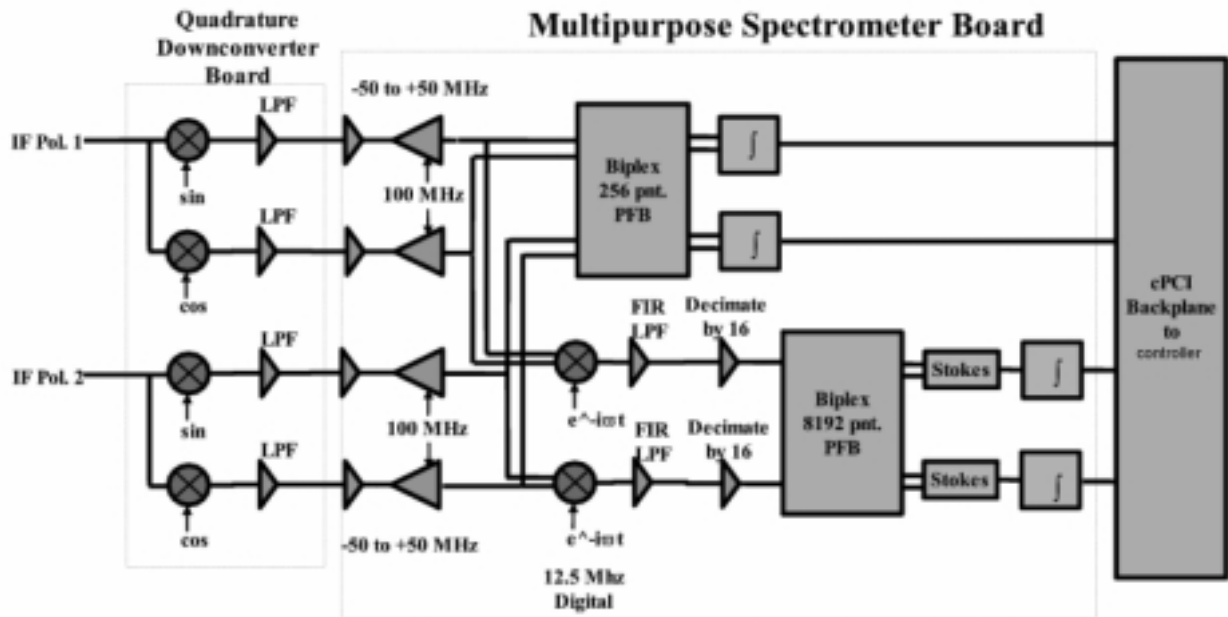 Quadrature
Downconverter
Board
Multipurpose Spectrometer Board
LPF
-50 to +50 MHz
IF Pol. 1
sin
100 MHz
Biplex
256 pnt.
PFB
∫
LPF
∫
cos
cPCI
Backplane
to
controller
FIR
LPF
Decimate
by 16
LPF
IF Pol. 2
sin
100 MHz
e^-iωt
Biplex
8192 pnt.
PFB
Stokes
∫
LPF
FIR
LPF
Decimate
by 16
Stokes
∫
cos
-50 to +50 MHz
e^-iωt
12.5 Mhz
Digital